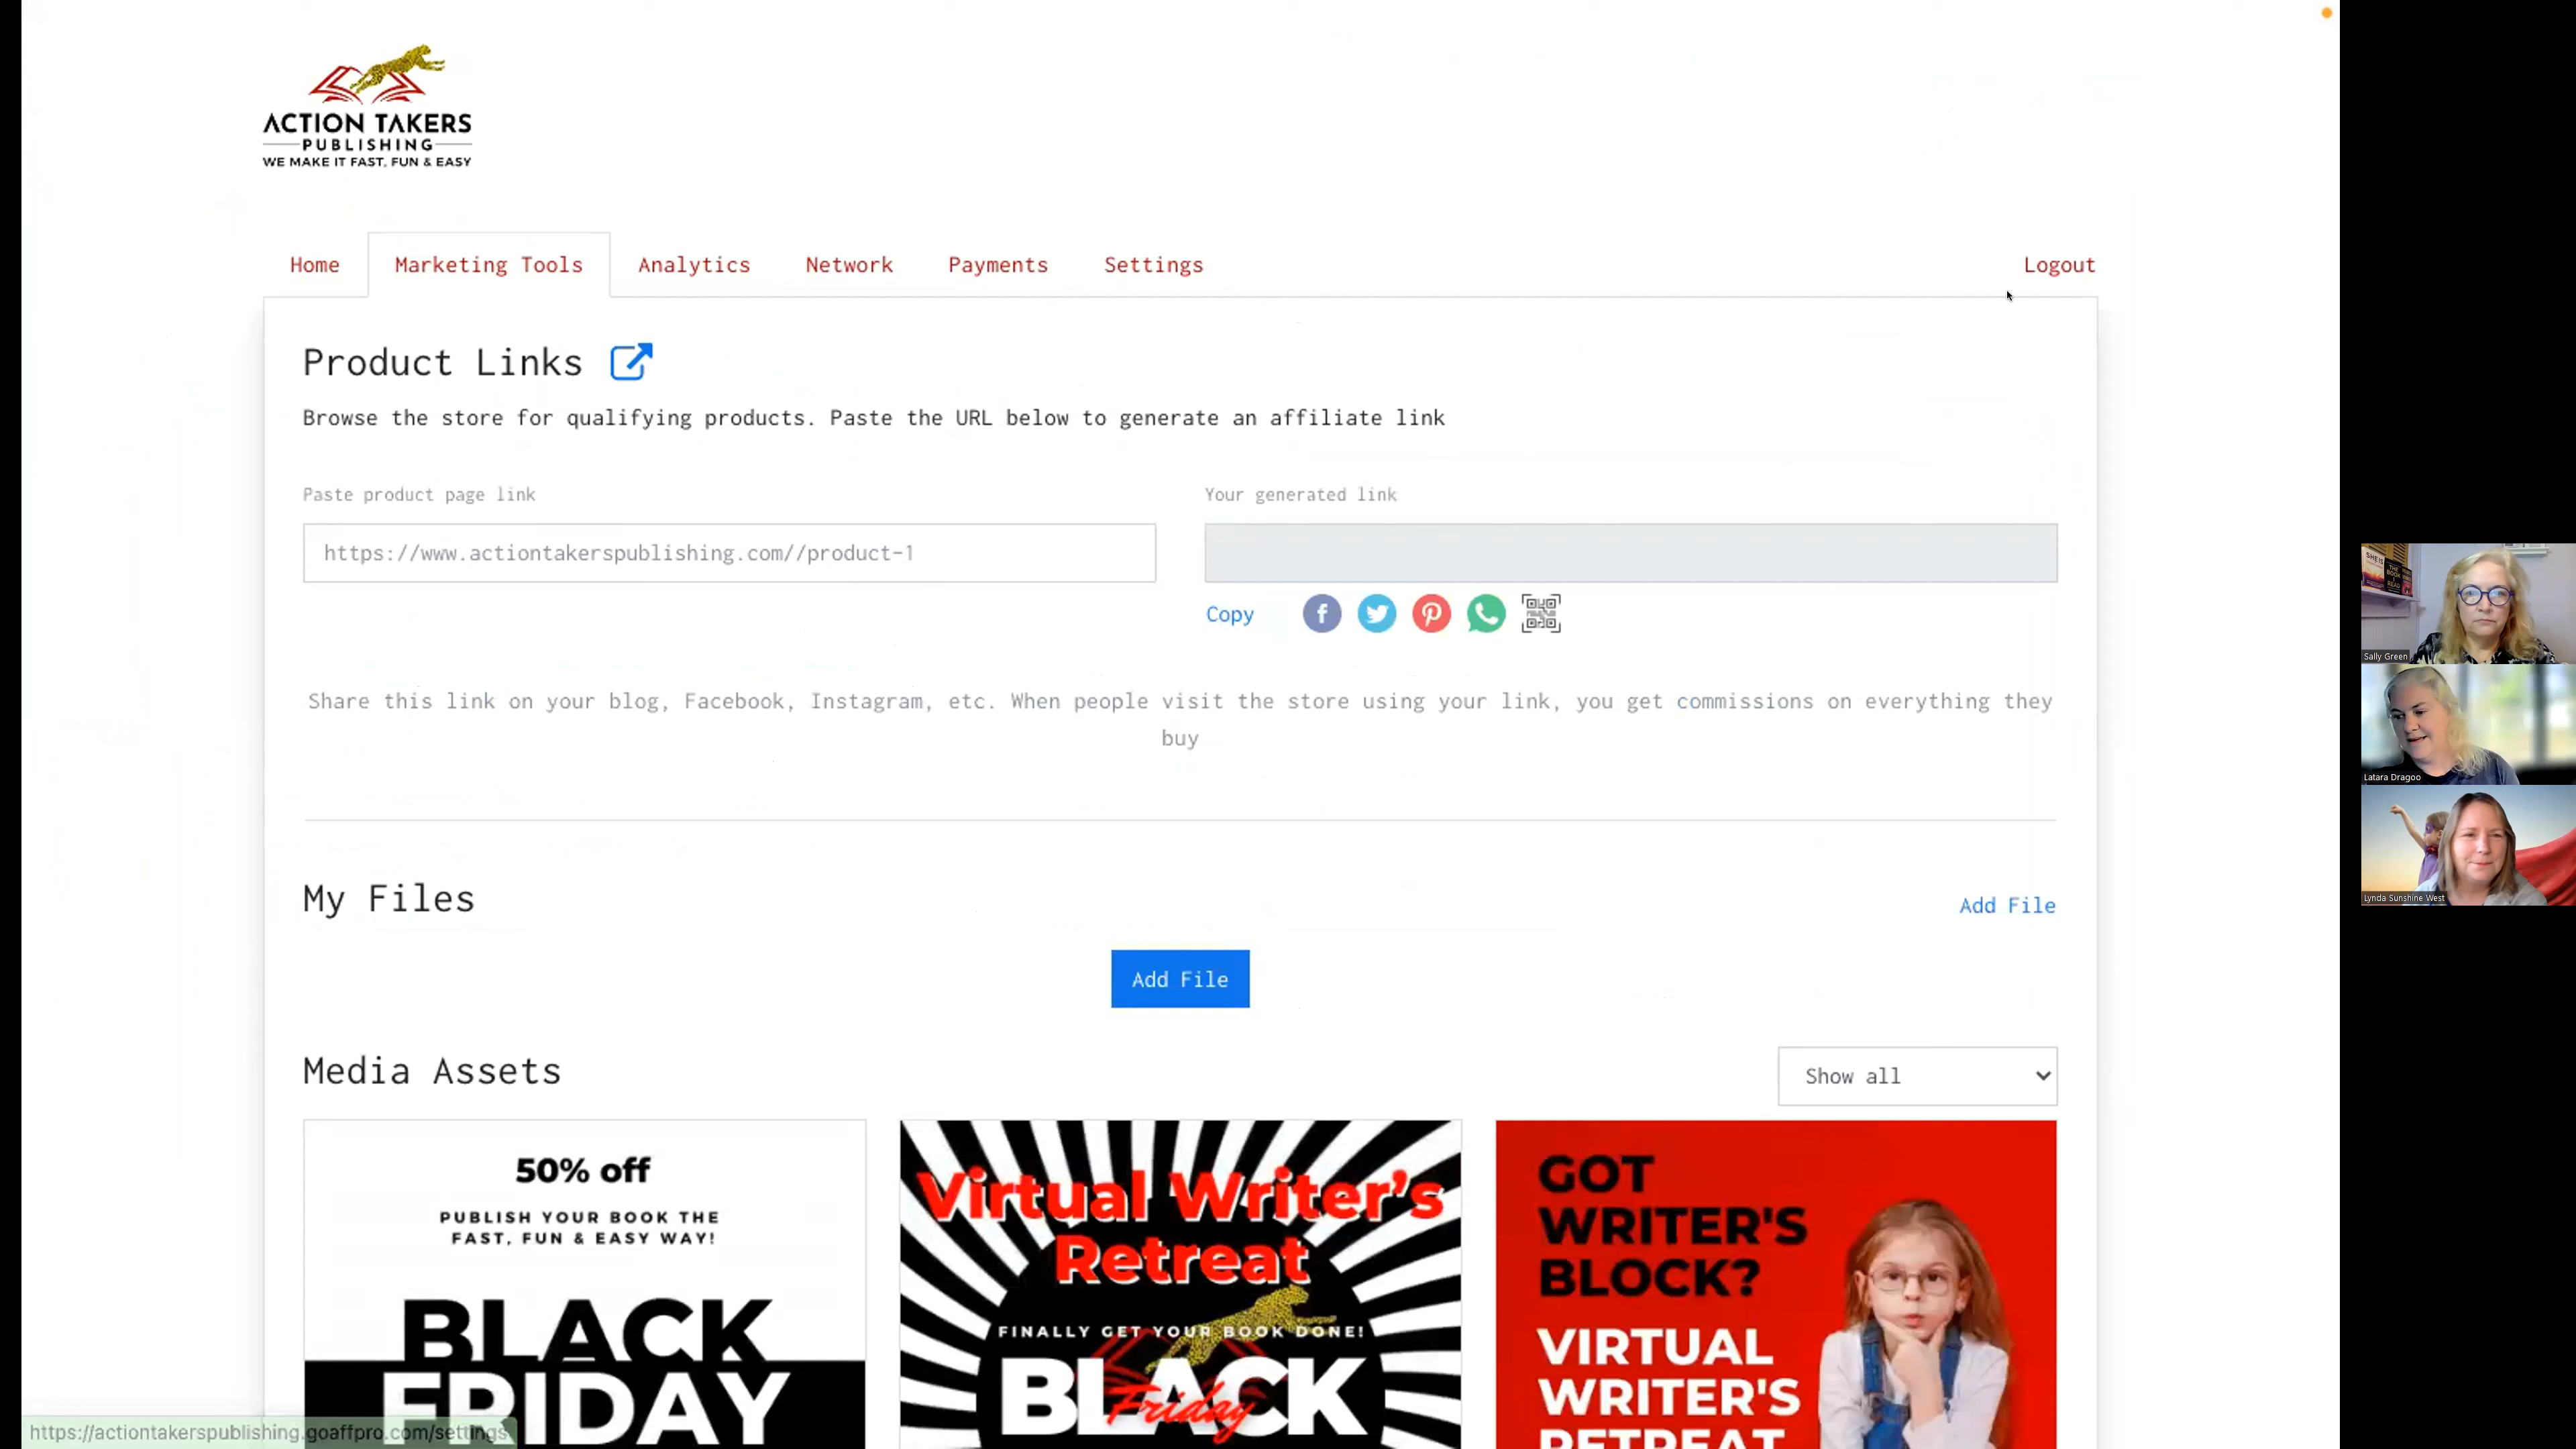 ACTION TAKERS
PUBLISHING
WE MAKE IT FAST, FUN & EASY
Home
Marketing Tools
Analytics
Network
Payments
Settings
Logout
Product Links
Browse the store for qualifying products. Paste the URL below to generate an affiliate link
Paste product page link
Your generated link
https://www.actiontakerspublishing.com//product-1
Copy
Share this link on your blog, Facebook, Instagram, etc. When people visit the store using your link, you get commissions on everything they
buy
My Files
Add File
Add File
Media Assets
Show all
50% off
PUBLISH YOUR BOOK THE
FAST, FUN & EASY WAY!
BLACK
FRIDAY
Virtual Writer's
Retreat
FINALLY GET YOUR BOOK DONE!
BLACK
Friday
GOT
WRITER'S
BLOCK?
VIRTUAL
WRITER'S
RETREAT
https://actiontakerspublishing.goaffpro.com/settings
Sally Green
Latara Dragoo
Lynda Sunshine West